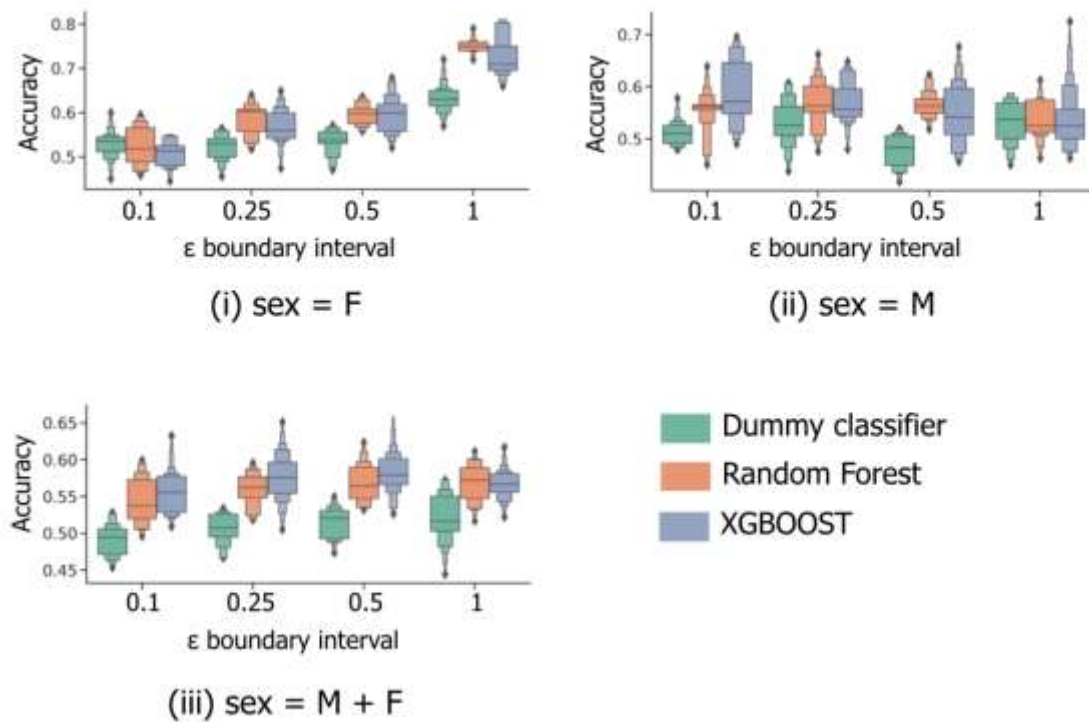 Accuracy
0.8
0.7
0.6
0.5
0.1 0.25 0.5 1
ε boundary interval
(i) sex = F
Accuracy
0.7
0.6
0.5
0.1 0.25 0.5 1
ε boundary interval
(ii) sex = M
Accuracy
0.65
0.60
0.55
0.50
0.45
0.1 0.25 0.5 1
ε boundary interval
(iii) sex = M + F
Dummy classifier
Random Forest
XGBOOST